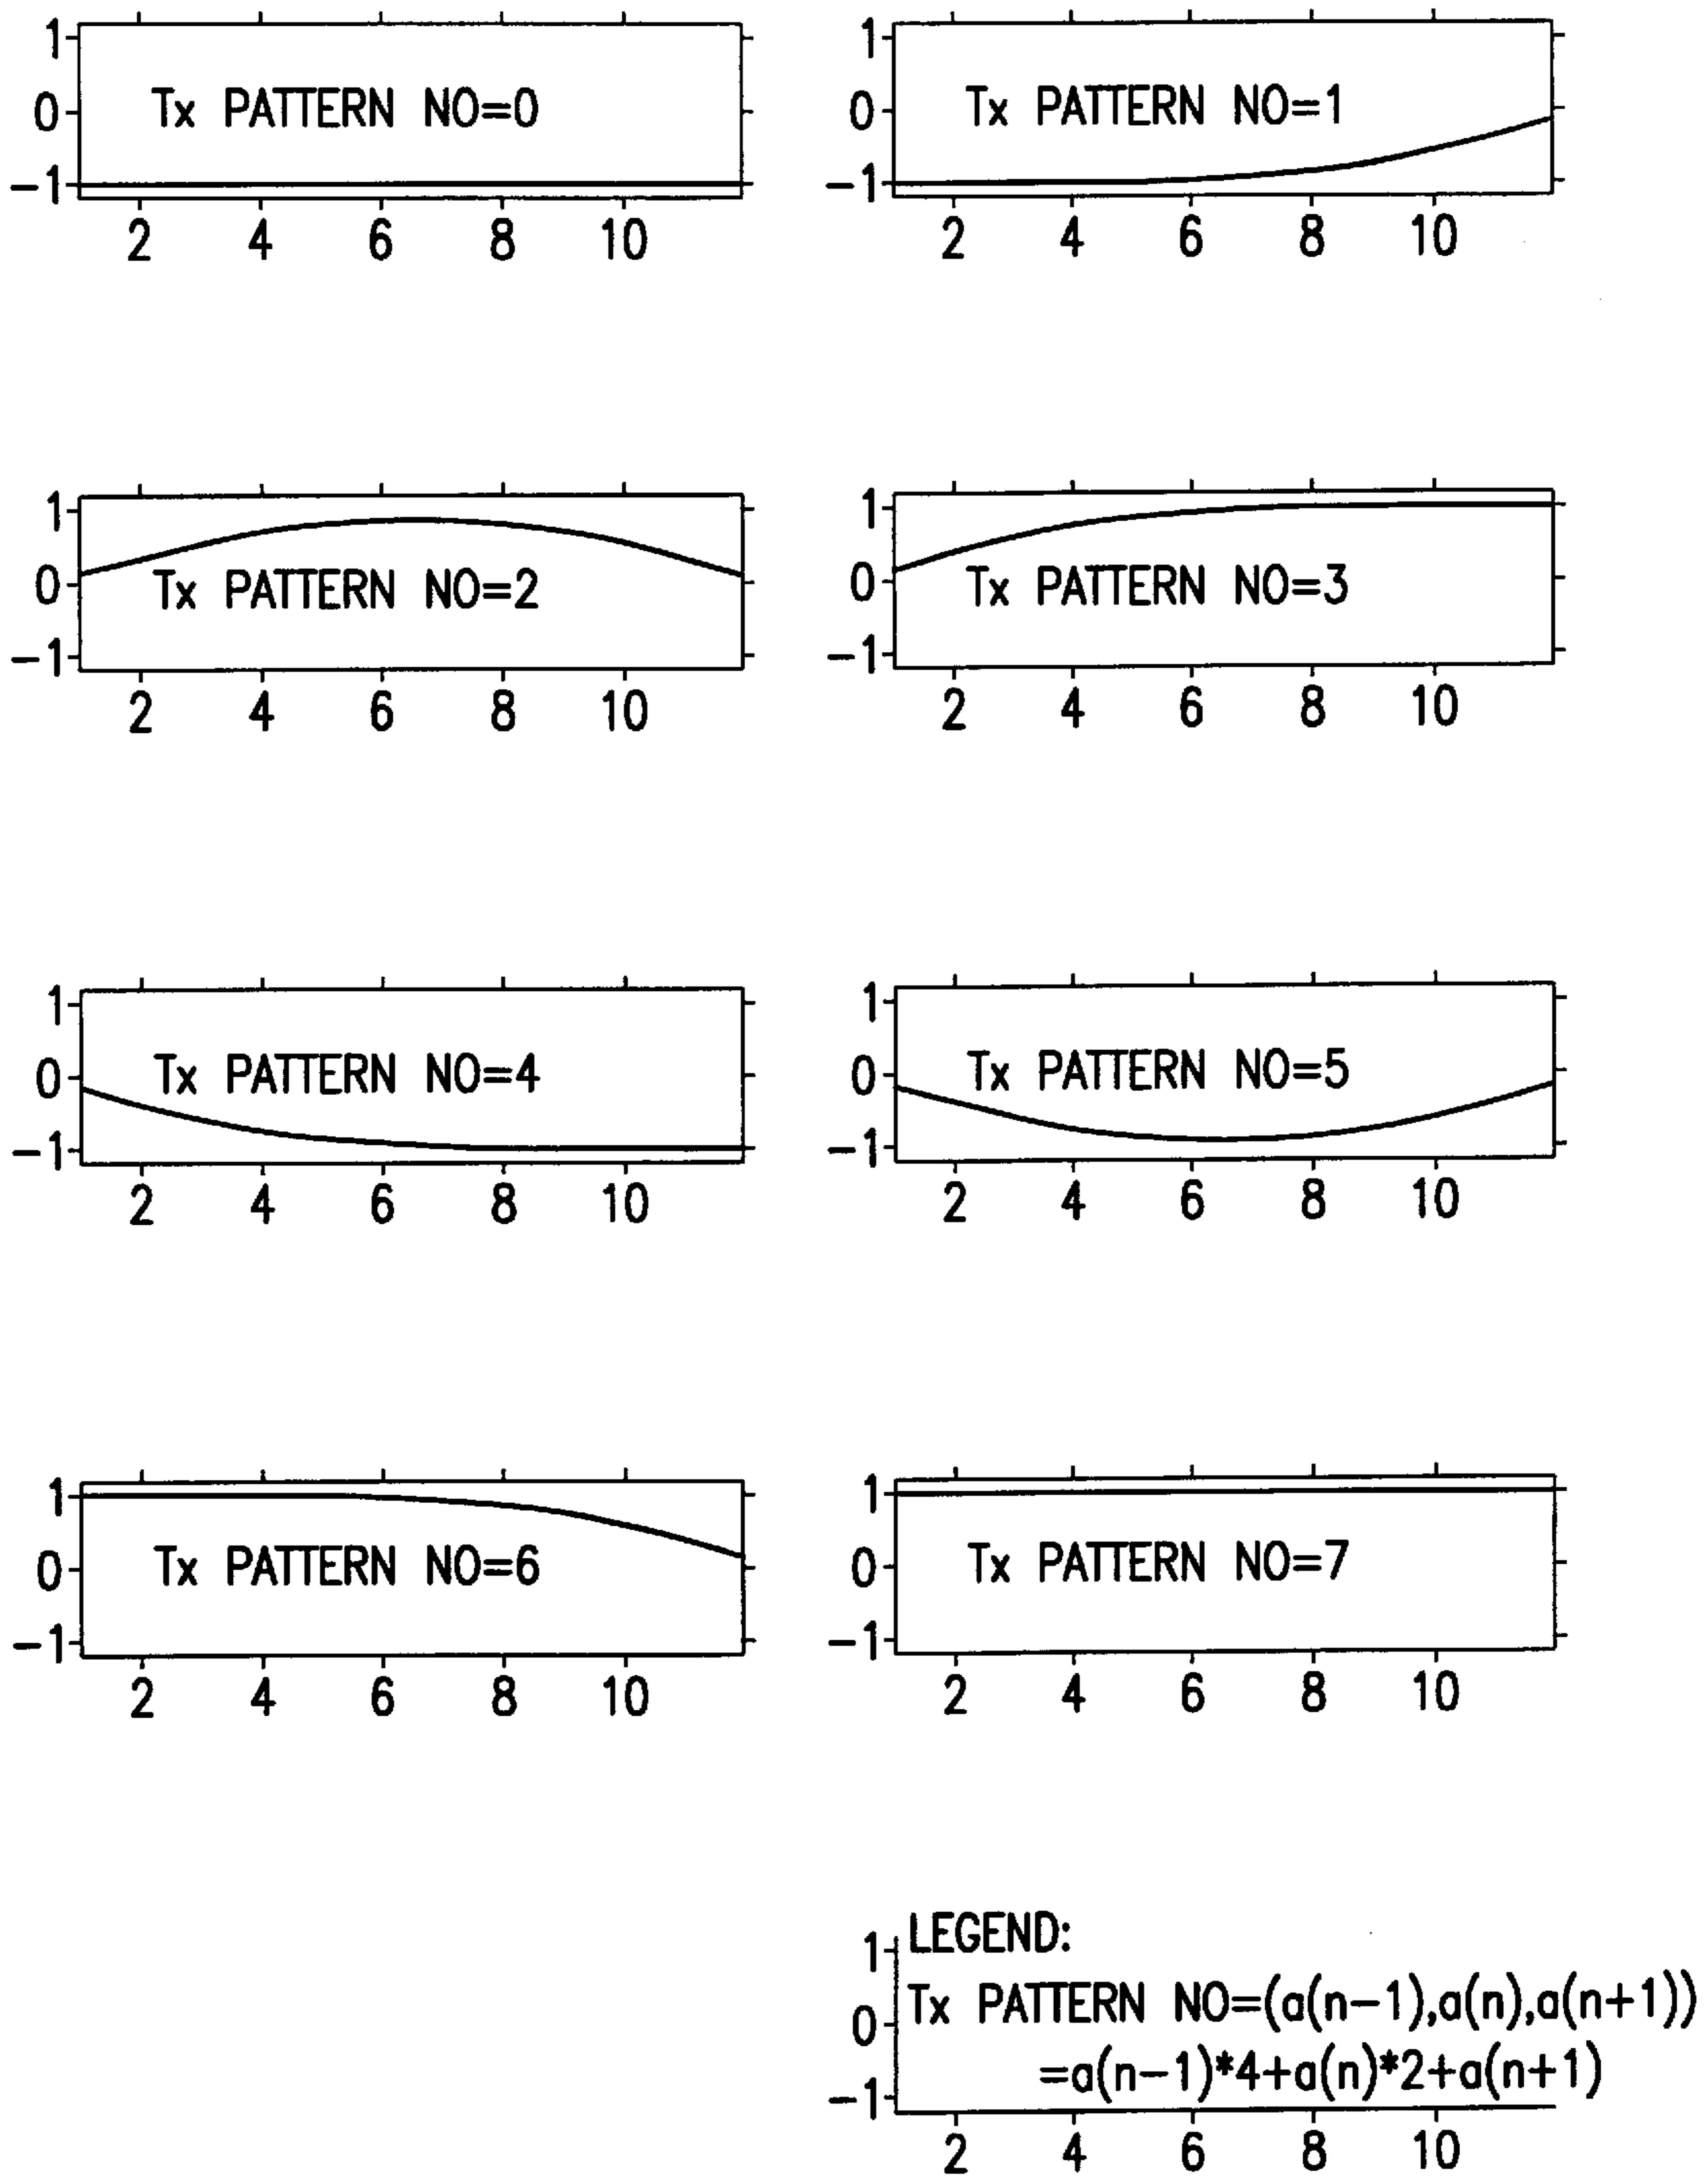 1
0
-1
Tx PATTERN NO=0
2 4 6 8 10
1
0
-1
Tx PATTERN NO=1
2 4 6 8 10
1
0
-1
Tx PATTERN NO=2
2 4 6 8 10
1
0
-1
Tx PATTERN NO=3
2 4 6 8 10
1
0
-1
Tx PATTERN NO=4
2 4 6 8 10
1
0
-1
Tx PATTERN NO=5
2 4 6 8 10
1
0
-1
Tx PATTERN NO=6
2 4 6 8 10
1
0
-1
Tx PATTERN NO=7
2 4 6 8 10
1
0
-1
LEGEND:
Tx PATTERN NO=(a(n-1),a(n),a(n+1))
=a(n-1)*4+a(n)*2+a(n+1)
2 4 6 8 10